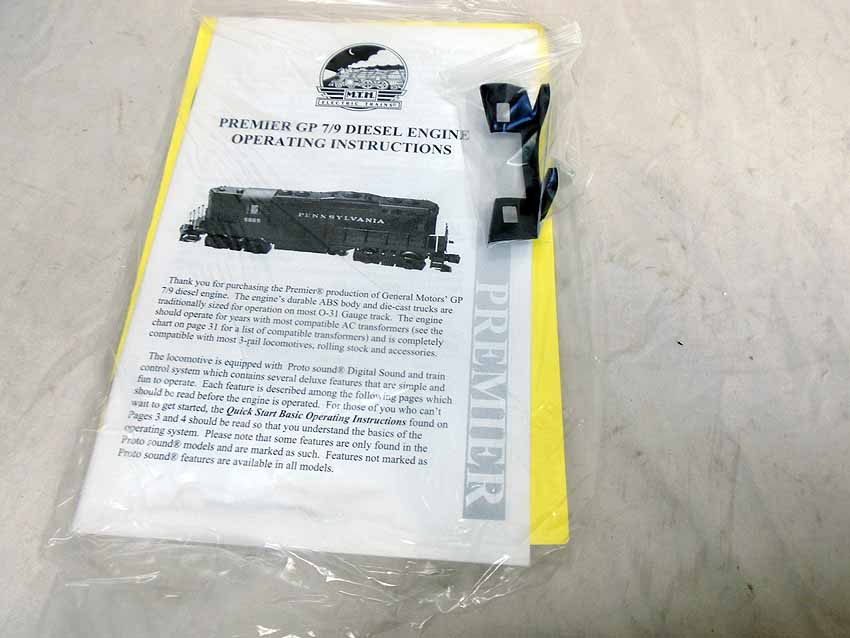 M.T.H.
ELECTRIC TRAINS
PREMIER GP 7/9 DIESEL ENGINE
OPERATING INSTRUCTIONS
PENNSYLVANIA
Thank you for purchasing the Premier® production of General Motors' GP
7/9 diesel engine. The engine's durable ABS body and die-cast trucks are
traditionally sized for operation on most O-31 Gauge track. The engine
should operate for years with most compatible AC transformers (see the
chart on page 31 for a list of compatible transformers) and is completely
compatible with most 3-rail locomotives, rolling stock and accessories.
The locomotive is equipped with Proto sound® Digital Sound and train
control system which contains several deluxe features that are simple and
fun to operate. Each feature is described among the following pages which
should be read before the engine is operated. For those of you who can't
wait to get started, the Quick Start Basic Operating Instructions found on
Pages 3 and 4 should be read so that you understand the basics of the
operating system. Please note that some features are only found in the
Proto sound® models and are marked as such. Features not marked as
Proto sound® features are available in all models.
PREMIER